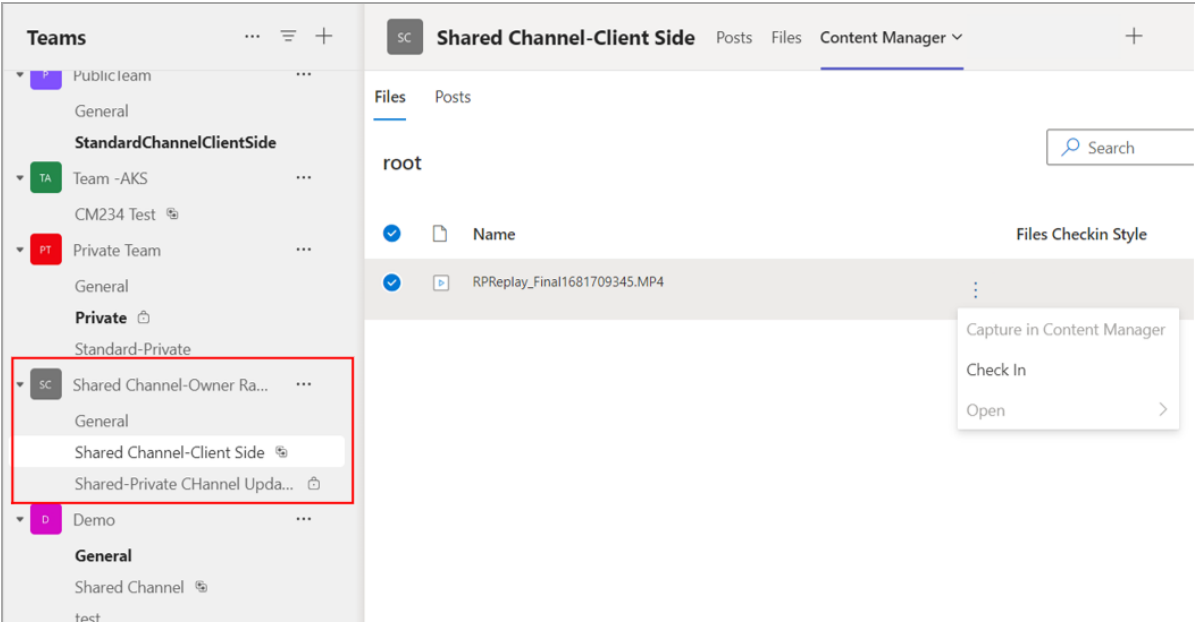 Teams
PublicTeam
P
General
StandardChannelClientSide
TA Team -AKS
CM234 Test
PT Private Team
General
Private
Standard-Private
SC Shared Channel-Owner Ra...
General
Shared Channel-Client Side
Shared-Private CHannel Upda...
D Demo
General
Shared Channel
test
SC Shared Channel-Client Side Posts Files Content Manager
Files Posts
root
Search
Name Files Checkin Style
RPReplay_Final1681709345.MP4
Capture in Content Manager
Check In
Open